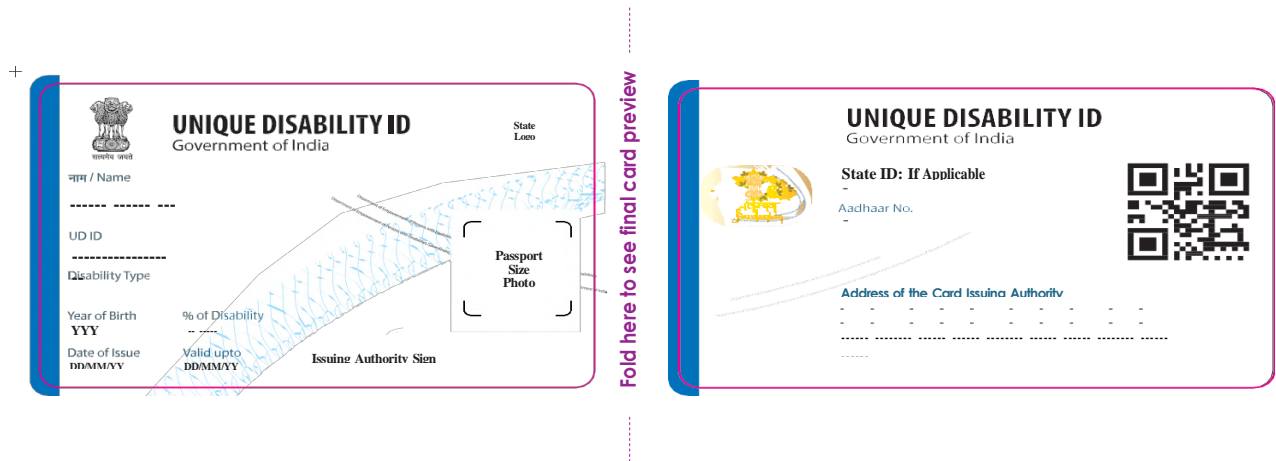 सत्यमेव जयते
UNIQUE DISABILITY ID
Government of India
State
Logo
नाम / Name
------ ------ ---
UD ID
----------------
Disability Type
--
Year of Birth
% of Disability
YYY
-- -----
Date of Issue
Valid upto
DD/MM/YY
DD/MM/YY
Issuing Authority Sign
Passport
Size
Photo
Fold here to see final card preview
UNIQUE DISABILITY ID
Government of India
State ID: If Applicable
-
Aadhaar No.
-
Address of the Card Issuing Authority
- - - - - - - - - -
- - - - - - - - - -
------ -------- ------ ------ -------- ------ ------ -------- ------
------